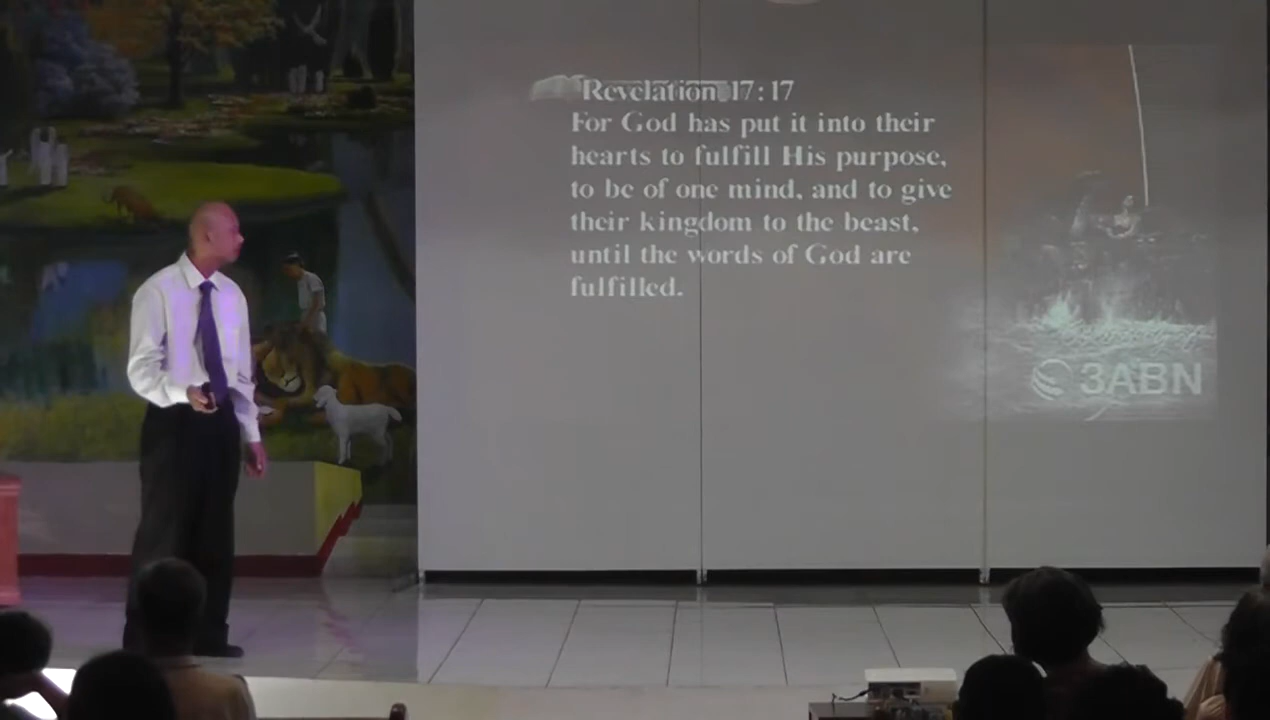 Revelation 17:17
For God has put it into their
hearts to fulfill His purpose,
to be of one mind, and to give
their kingdom to the beast,
until the words of God are
fulfilled.
3ABN